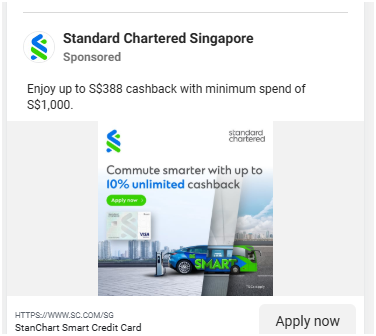 Standard Chartered Singapore
Sponsored
Enjoy up to S$388 cashback with minimum spend of
S$1,000.
standard
chartered
Commute smarter with up to
10% unlimited cashback
Apply now
VISA
SMART
HTTPS://WWW.SC.COM/SG
StanChart Smart Credit Card
Apply now